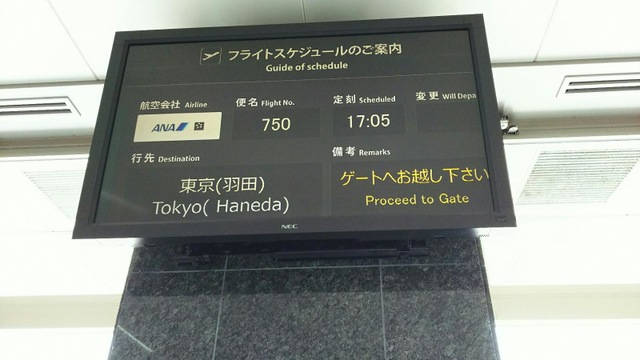 フライトスケジュールのご案内
Guide of schedule
航空会社 Airline
便名 Flight No.
定刻 Scheduled
変更 Will Depa
ANA
750
17:05
行先 Destination
備考 Remarks
東京(羽田)
Tokyo( Haneda)
ゲートへお越し下さい
Proceed to Gate
NEC